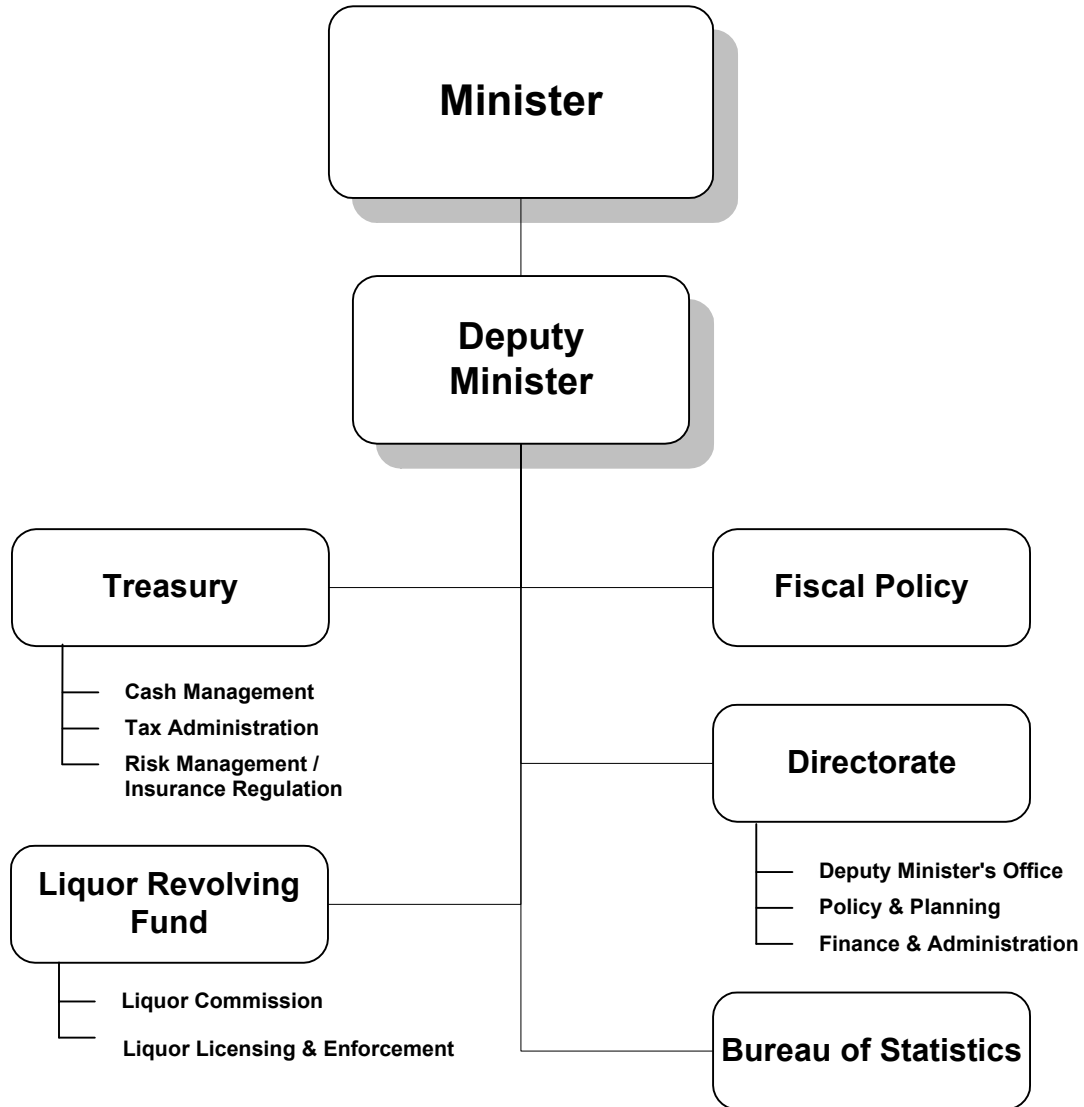 Minister
Deputy
Minister
Treasury
Cash Management
Tax Administration
Risk Management /
Insurance Regulation
Liquor Revolving
Fund
Liquor Commission
Liquor Licensing & Enforcement
Fiscal Policy
Directorate
Deputy Minister's Office
Policy & Planning
Finance & Administration
Bureau of Statistics